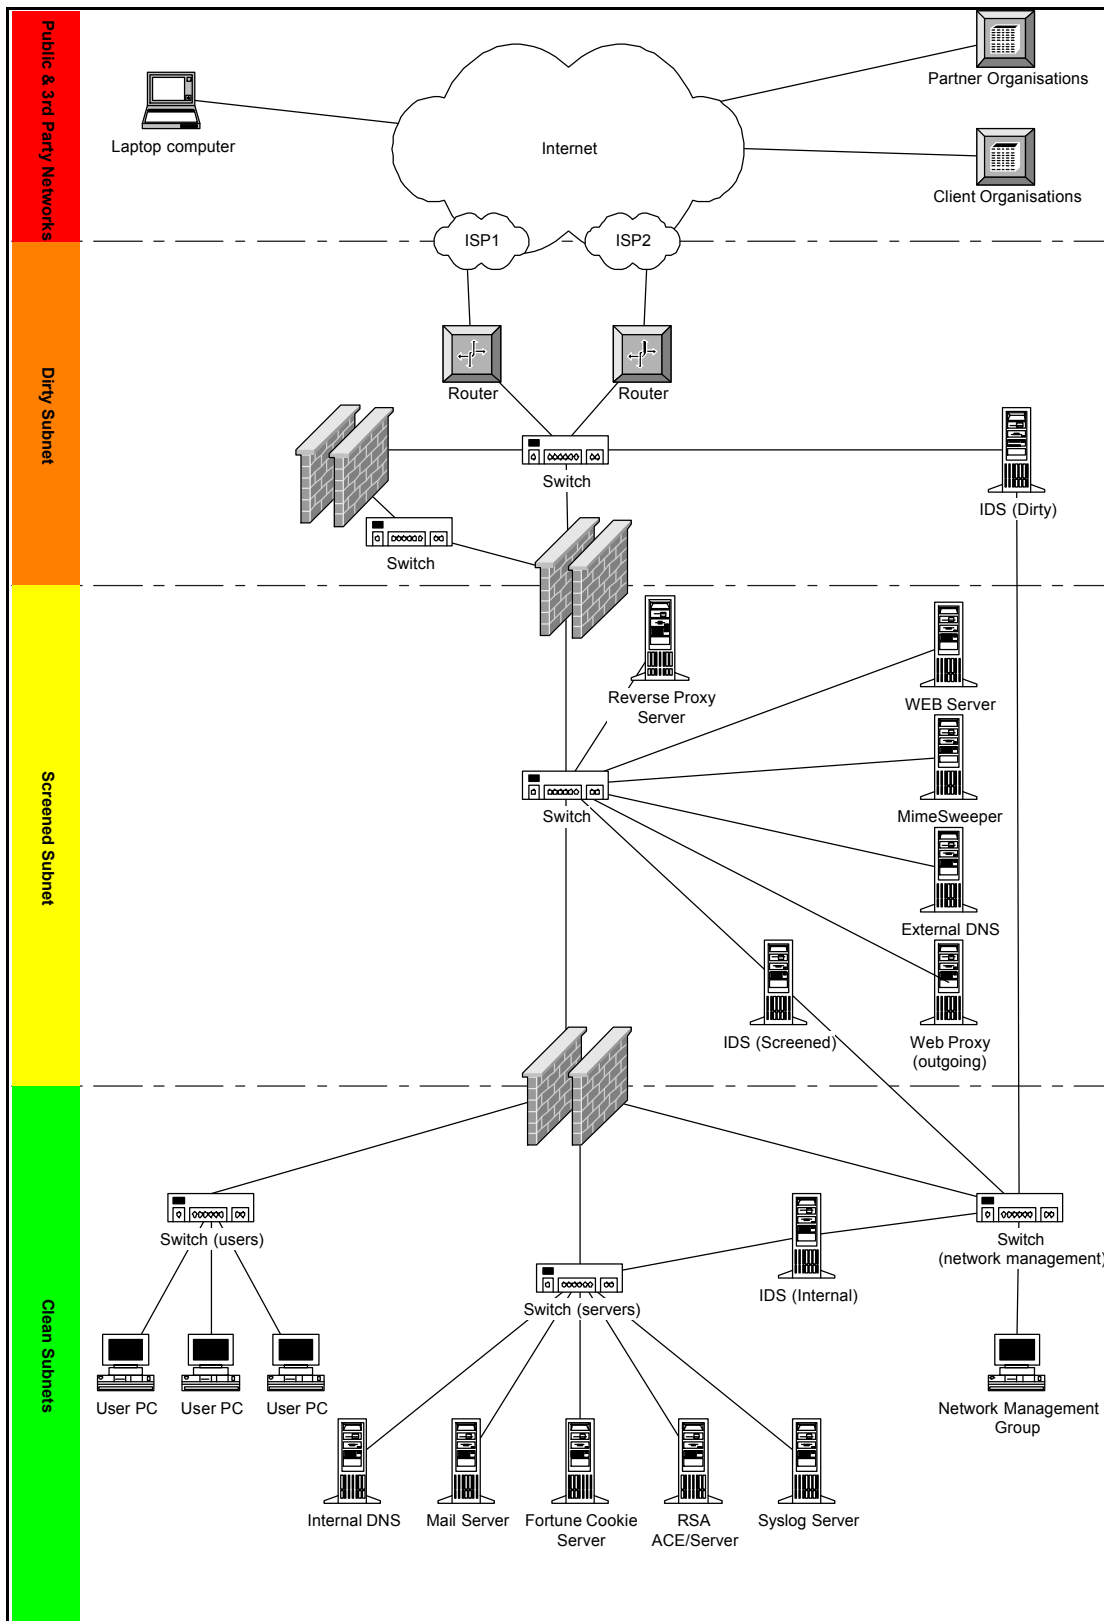 Public & 3rd Party Networks
Partner Organisations
Laptop computer
Internet
Client Organisations
ISP1
ISP2
Dirty Subnet
Router
Router
Switch
IDS (Dirty)
Switch
Screened Subnet
Reverse Proxy
Server
WEB Server
Switch
MimeSweeper
External DNS
IDS (Screened)
Web Proxy
(outgoing)
Clean Subnets
Switch (users)
Switch
(network management)
IDS (Internal)
Switch (servers)
User PC
User PC
User PC
Network Management
Group
Internal DNS
Mail Server
Fortune Cookie
Server
RSA
ACE/Server
Syslog Server